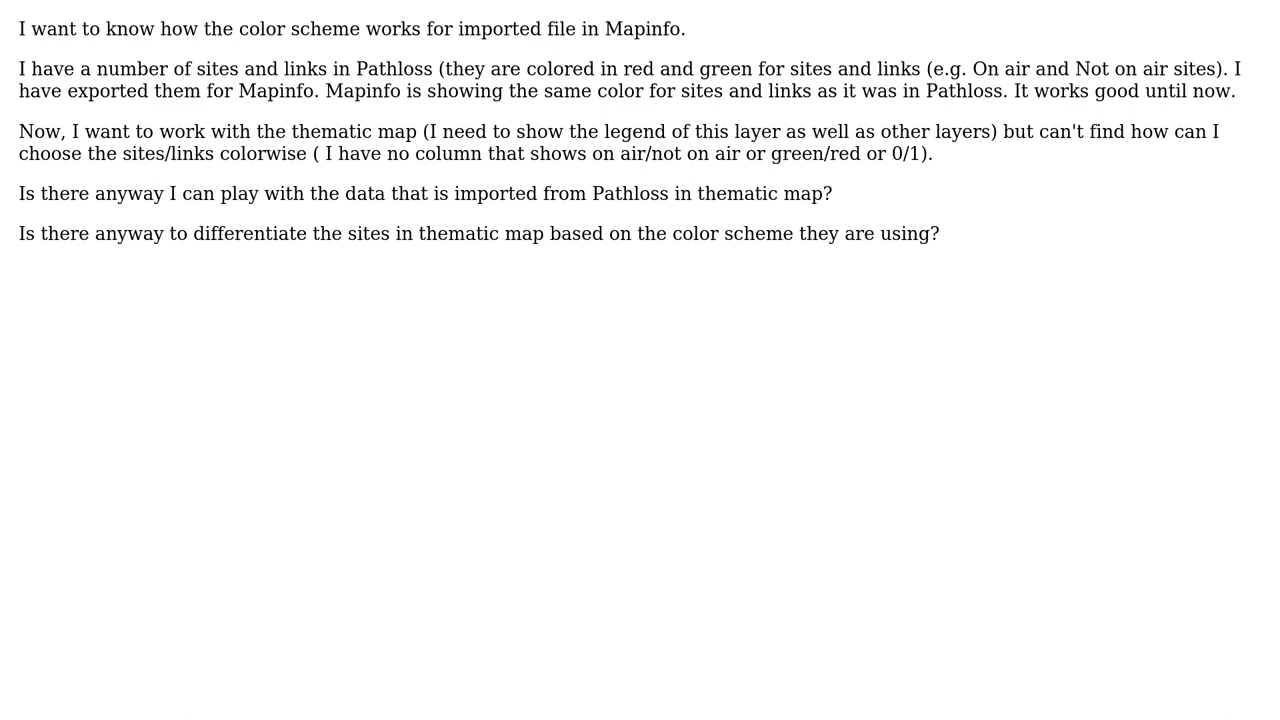 I want to know how the color scheme works for imported file in Mapinfo.
I have a number of sites and links in Pathloss (they are colored in red and green for sites and links (e.g. On air and Not on air sites). I
have exported them for Mapinfo. Mapinfo is showing the same color for sites and links as it was in Pathloss. It works good until now.
Now, I want to work with the thematic map (I need to show the legend of this layer as well as other layers) but can't find how can I
choose the sites/links colorwise ( I have no column that shows on air/not on air or green/red or 0/1).
Is there anyway I can play with the data that is imported from Pathloss in thematic map?
Is there anyway to differentiate the sites in thematic map based on the color scheme they are using?